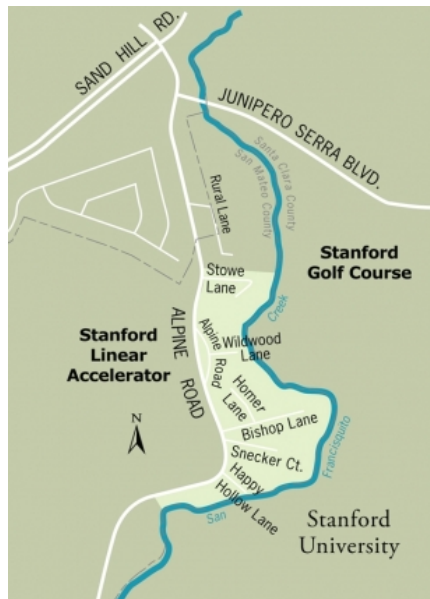 SAND HILL RD.
JUNIPERO SERRA BLVD.
Santa Clara County
San Mateo County
Rural Lane
Stanford
Golf Course
Stowe
Lane
Creek
ALPINE ROAD
Stanford
Linear
Accelerator
Alpine Road
Wildwood
Lane
Homer
Lane
N
Bishop Lane
Snecker Ct.
Francisquito
Happy
Hollow Lane
San
Stanford
University